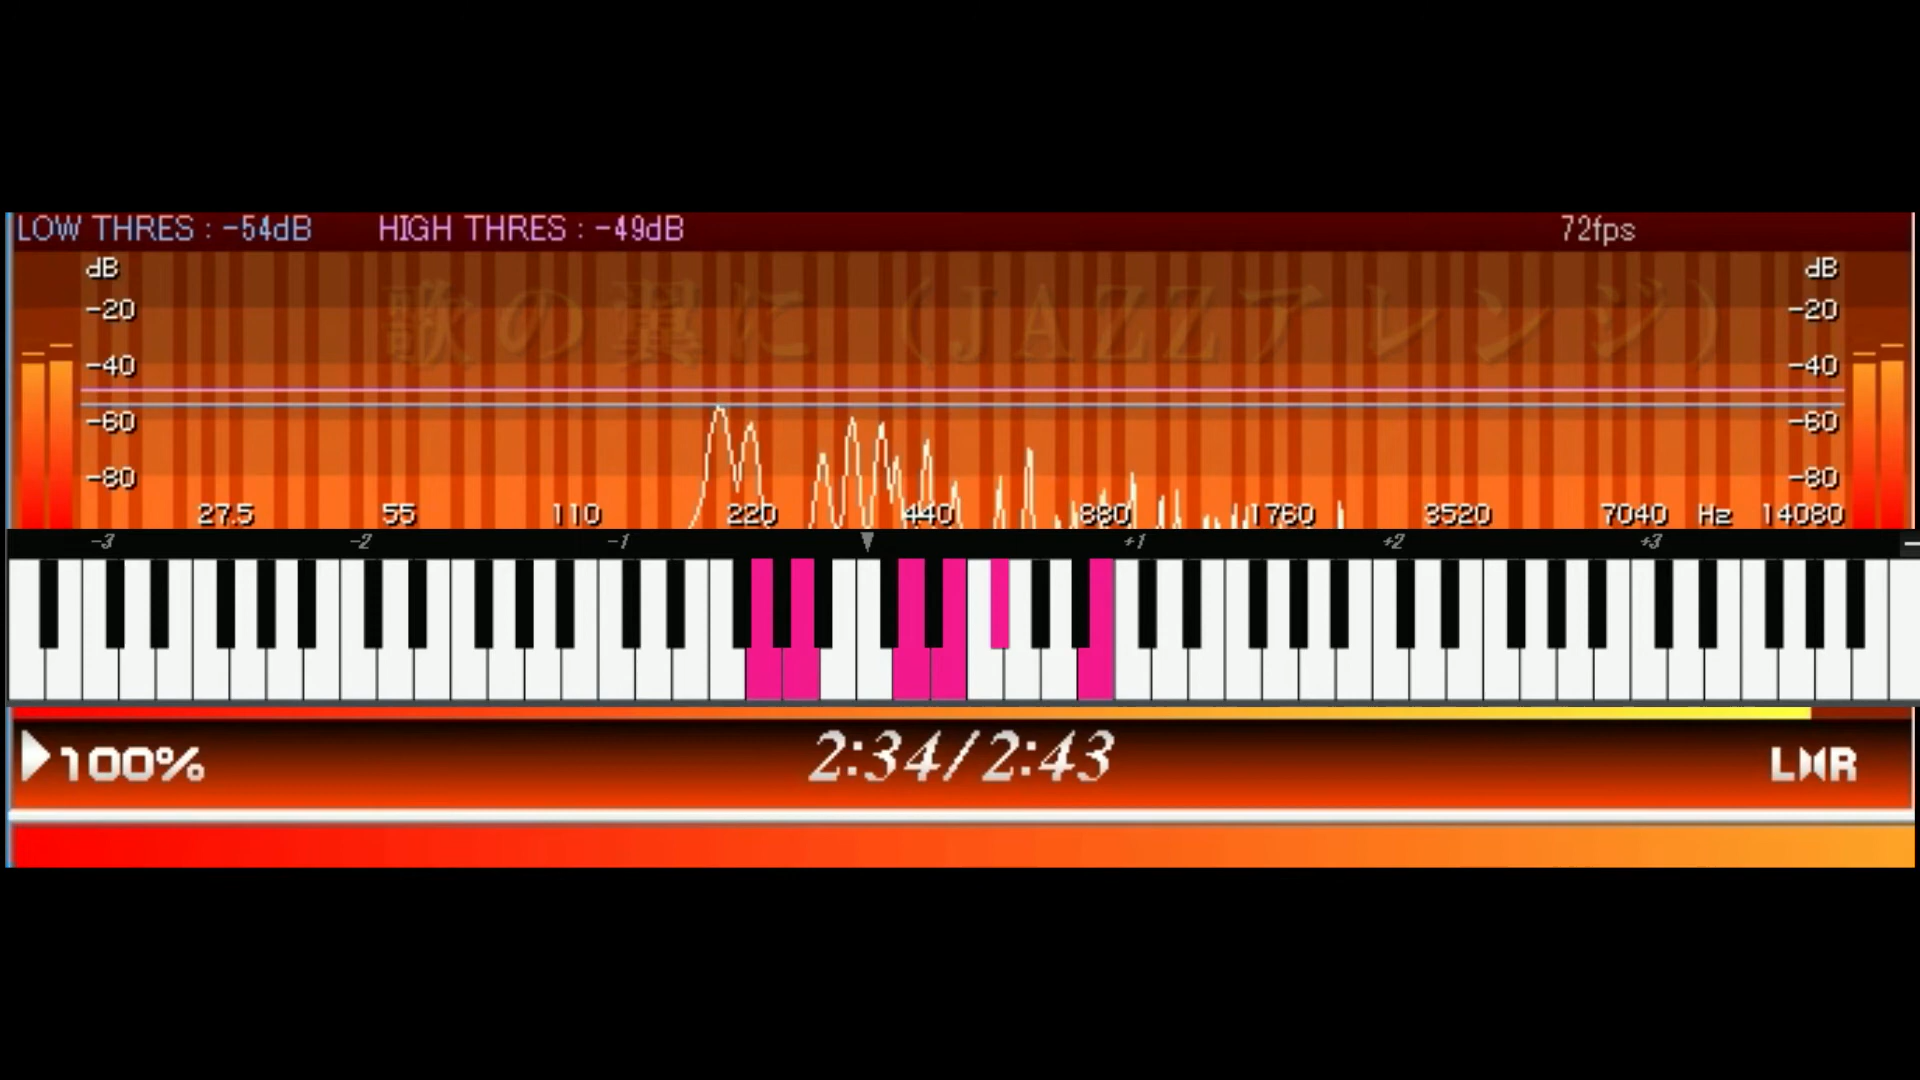 LOW THRES : -54dB HIGH THRES : -49dB 72fps
dB 歌の翼に (JAZZアレンジ) dB
-20 -20
-40 -40
-60 -60
-80 -80
27.5 55 110 220 440 880 1760 3520 7040 Hz 14080
-3 -2 -1 +1 +2 +3
100% 2:34/2:43 L R